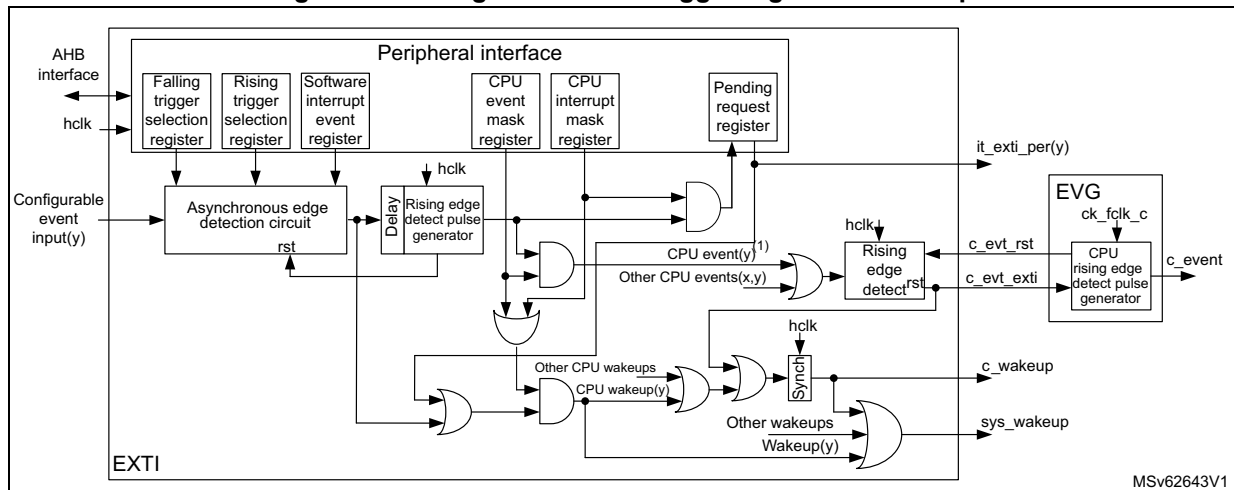 Peripheral interface
AHB
interface
hclk
Falling
trigger
selection
register
Rising
trigger
selection
register
Software
interrupt
event
register
CPU
event
mask
register
CPU
interrupt
mask
register
Pending
request
register
it_exti_per(y)
Configurable
event
input(y)
Asynchronous edge
detection circuit
rst
Delay
hclk
Rising edge
detect pulse
generator
CPU event(y)(1)
Other CPU events(x,y)
hclk
Rising
edge
detect
rst
c_evt_rst
c_evt_exti
EVG
ck_fclk_c
CPU
rising edge
detect pulse
generator
c_event
Other CPU wakeups
CPU wakeup(y)
hclk
Synch
c_wakeup
Other wakeups
Wakeup(y)
sys_wakeup
EXTI
MSv62643V1